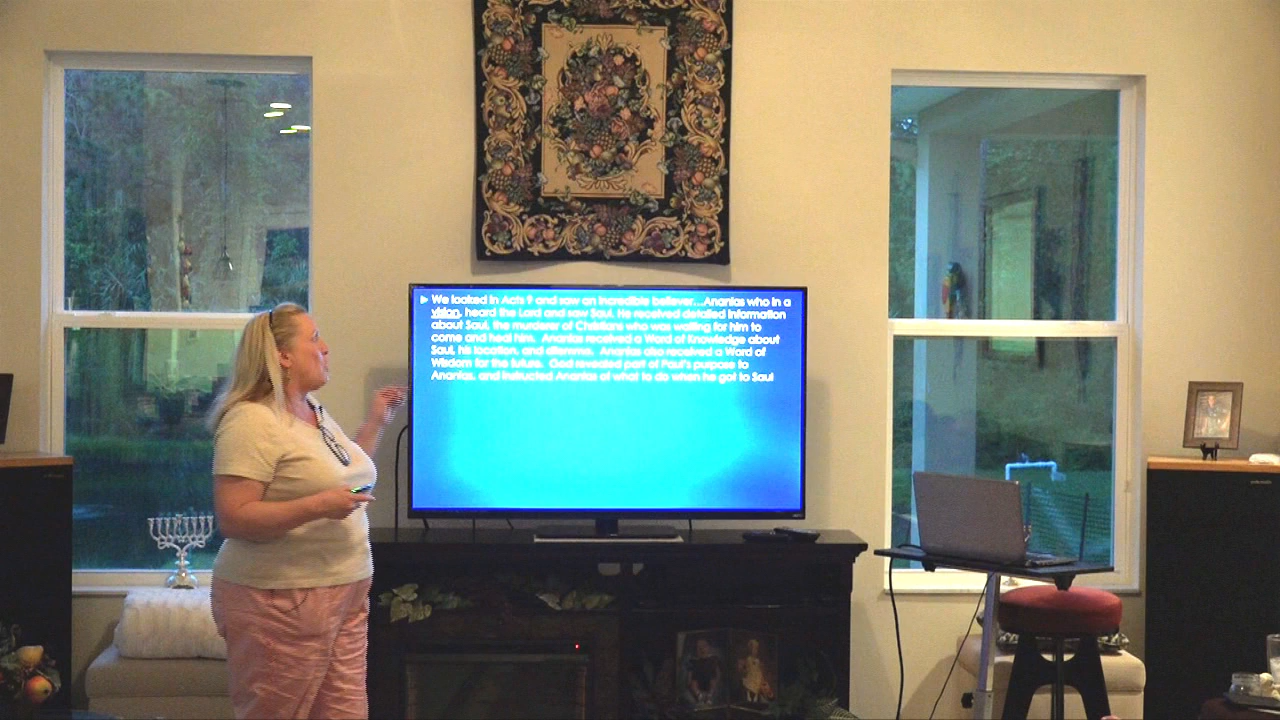 We looked in Acts 9 and saw an incredible believer...Ananias who in a
vision, heard the Lord and saw Saul. He received detailed information
about Saul, the murderer of Christians who was waiting for him to
come and heal him. Ananias received a Word of Knowledge about
Saul, his location, and dilemma. Ananias also received a Word of
Wisdom for the future. God revealed part of Paul's purpose to
Ananias, and instructed Ananias of what to do when he got to Saul